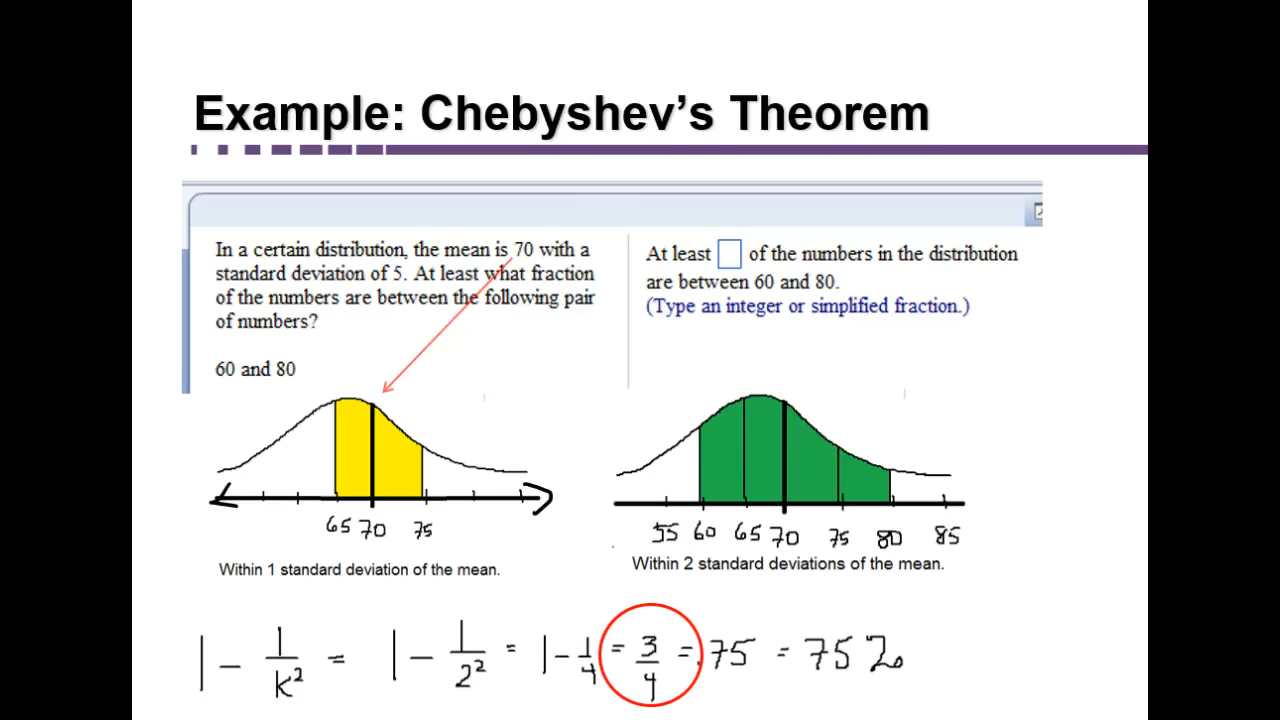 Example: Chebyshev's Theorem
In a certain distribution, the mean is 70 with a
standard deviation of 5. At least what fraction
of the numbers are between the following pair
of numbers?
60 and 80
At least of the numbers in the distribution
are between 60 and 80.
(Type an integer or simplified fraction.)
65 70 75
Within 1 standard deviation of the mean.
55 60 65 70 75 80 85
Within 2 standard deviations of the mean.
1 - 1/K² = 1 - 1/2² = 1 - 1/4 = 3/4 = .75 = 75%